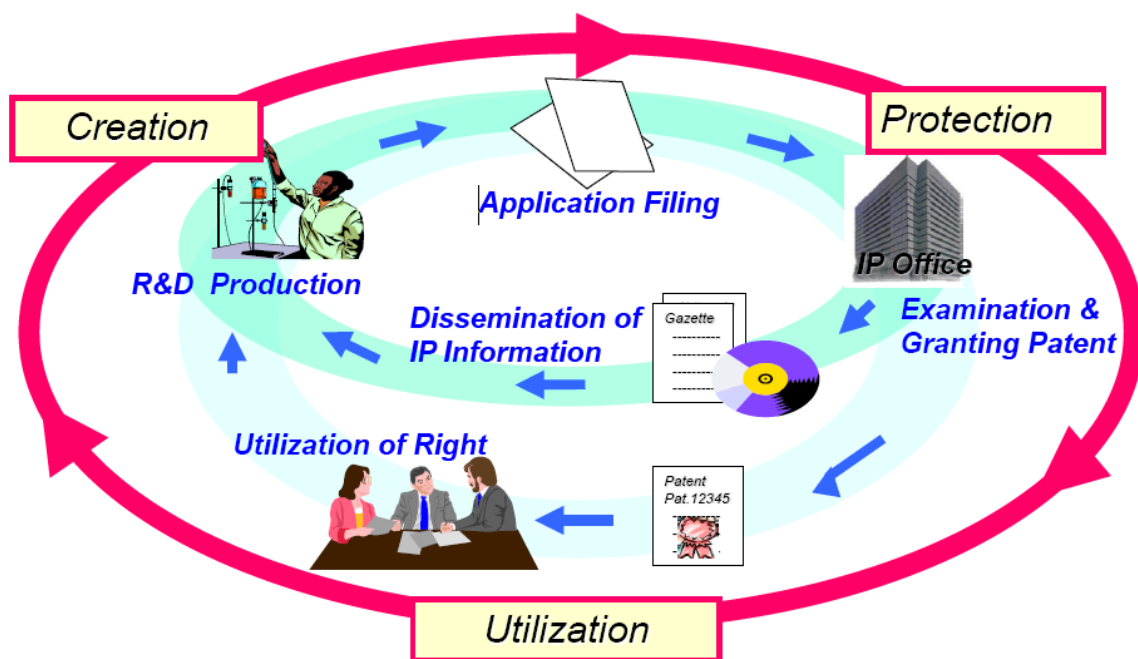 Creation
Protection
Application Filing
IP Office
R&D Production
Dissemination of
IP Information
Gazette
Examination &
Granting Patent
Utilization of Right
Patent
Pat.12345
Utilization